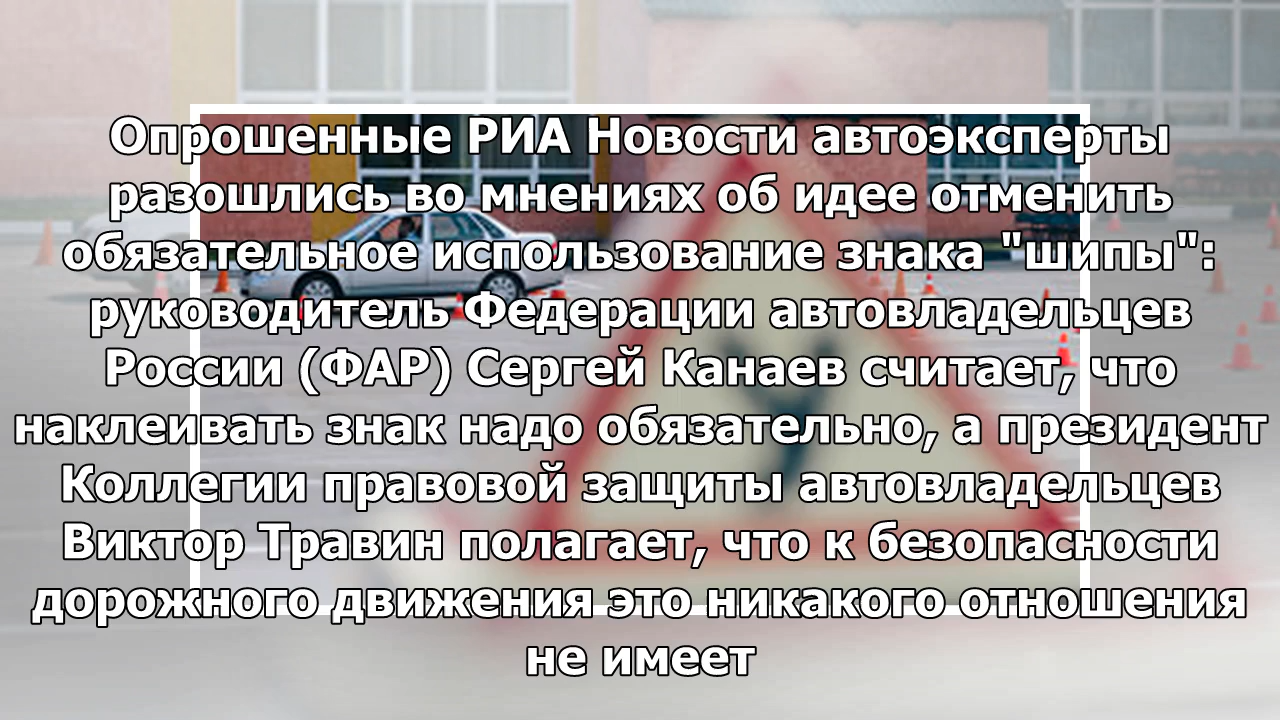 Опрошенные РИА Новости автоэксперты
разошлись во мнениях об идее отменить
обязательное использование знака "шипы":
руководитель Федерации автовладельцев
России (ФАР) Сергей Канаев считает, что
наклеивать знак надо обязательно, а президент
Коллегии правовой защиты автовладельцев
Виктор Травин полагает, что к безопасности
дорожного движения это никакого отношения
не имеет
У